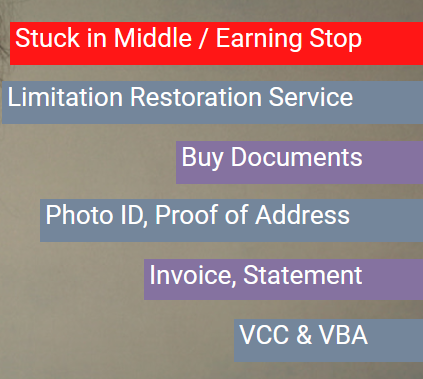 Stuck in Middle / Earning Stop
Limitation Restoration Service
Buy Documents
Photo ID, Proof of Address
Invoice, Statement
VCC & VBA